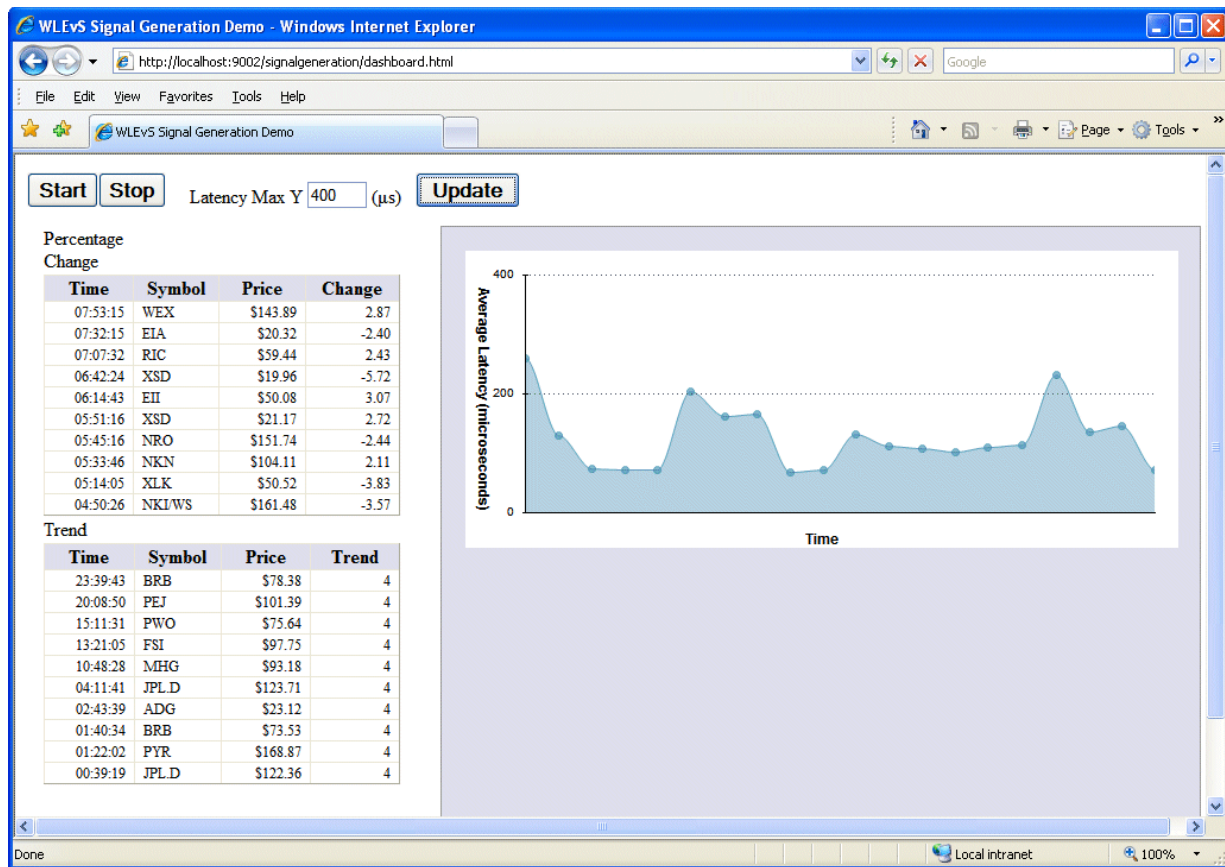 WLEvS Signal Generation Demo - Windows Internet Explorer
http://localhost:9002/signalgeneration/dashboard.html
Google
File Edit View Favorites Tools Help
WLEvS Signal Generation Demo
Page Tools »
Start Stop Latency Max Y 400 (µs) Update
Percentage
Change
Time Symbol Price Change
07:53:15 WEX $143.89 2.87
07:32:15 EIA $20.32 -2.40
07:07:32 RIC $59.44 2.43
06:42:24 XSD $19.96 -5.72
06:14:43 EII $50.08 3.07
05:51:16 XSD $21.17 2.72
05:45:16 NRO $151.74 -2.44
05:33:46 NKN $104.11 2.11
05:14:05 XLK $50.52 -3.83
04:50:26 NKI/WS $161.48 -3.57
Trend
Time Symbol Price Trend
23:39:43 BRB $78.38 4
20:08:50 PEJ $101.39 4
15:11:31 PWO $75.64 4
13:21:05 FSI $97.75 4
10:48:28 MHG $93.18 4
04:11:41 JPL.D $123.71 4
02:43:39 ADG $23.12 4
01:40:34 BRB $73.53 4
01:22:02 PYR $168.87 4
00:39:19 JPL.D $122.36 4
400
200
0
Average Latency (microseconds)
Time
Done
Local intranet
100%